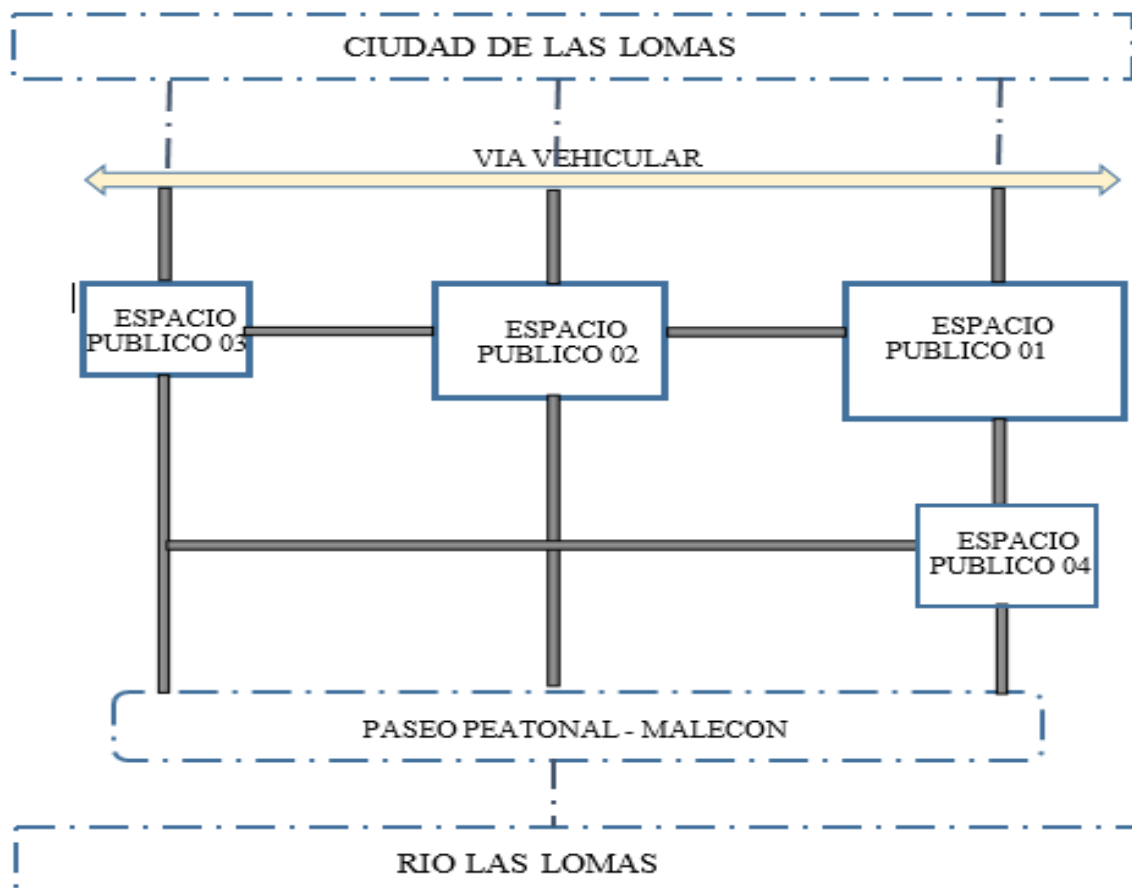 CIUDAD DE LAS LOMAS
VIA VEHICULAR
ESPACIO
PUBLICO 03
ESPACIO
PUBLICO 02
ESPACIO
PUBLICO 01
ESPACIO
PUBLICO 04
PASEO PEATONAL - MALECON
RIO LAS LOMAS